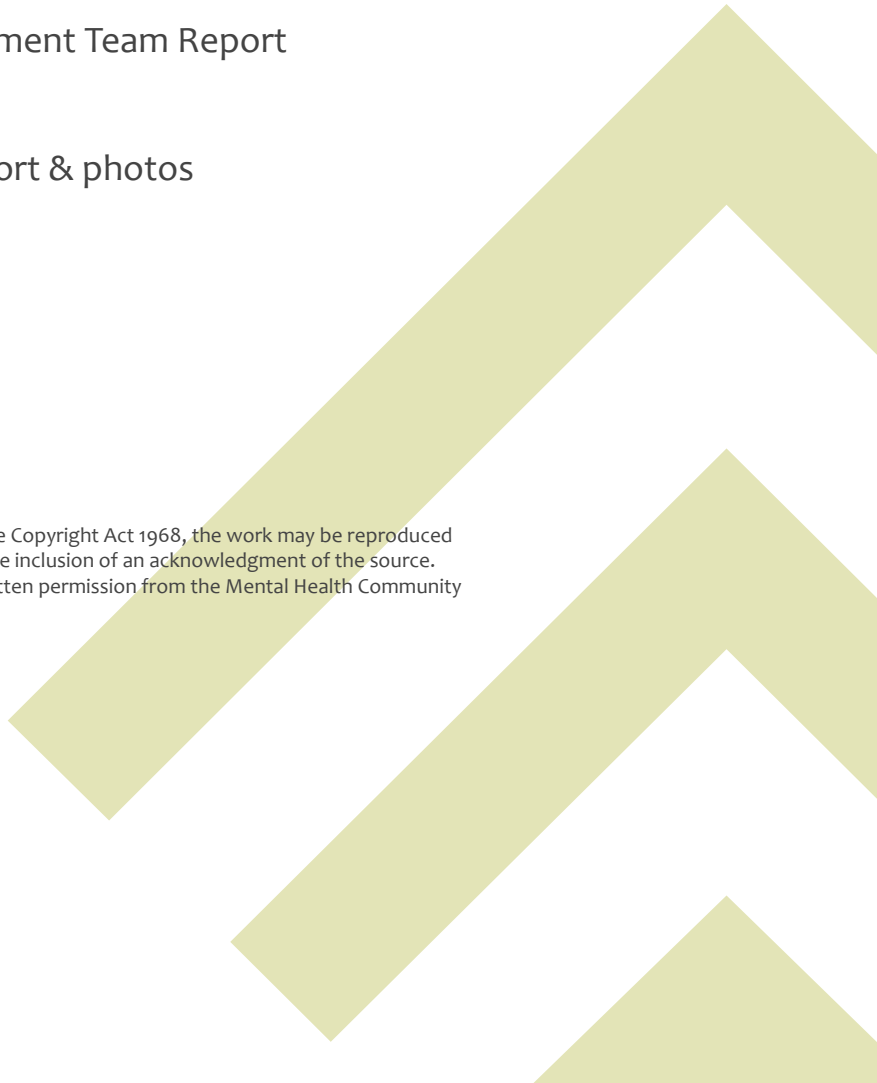 ment Team Report
ort & photos
e Copyright Act 1968, the work may be reproduced
e inclusion of an acknowledgment of the source.
tten permission from the Mental Health Community